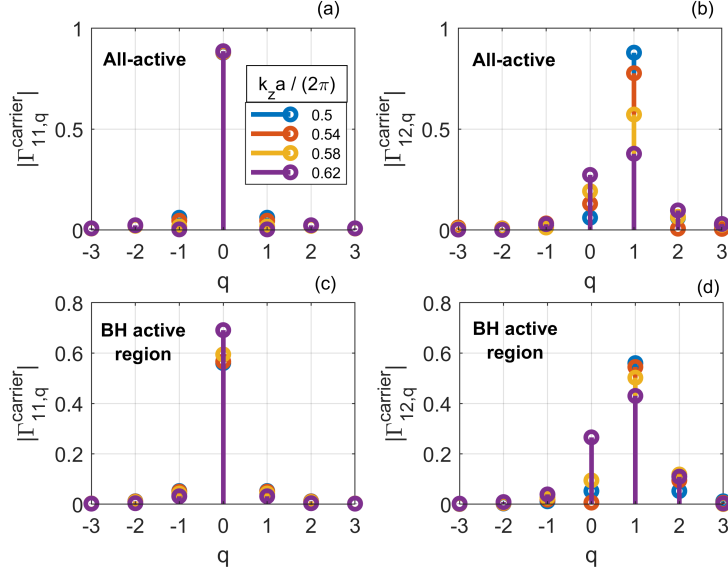 (a)
All-active
k_z a / (2π)
0.5
0.54
0.58
0.62
|Γ^carrier_11,q|
1
0.5
0
-3 -2 -1 0 1 2 3
q
(b)
All-active
|Γ^carrier_12,q|
1
0.5
0
-3 -2 -1 0 1 2 3
q
(c)
BH active
region
|Γ^carrier_11,q|
0.8
0.6
0.4
0.2
0
-3 -2 -1 0 1 2 3
q
(d)
BH active
region
|Γ^carrier_12,q|
0.8
0.6
0.4
0.2
0
-3 -2 -1 0 1 2 3
q